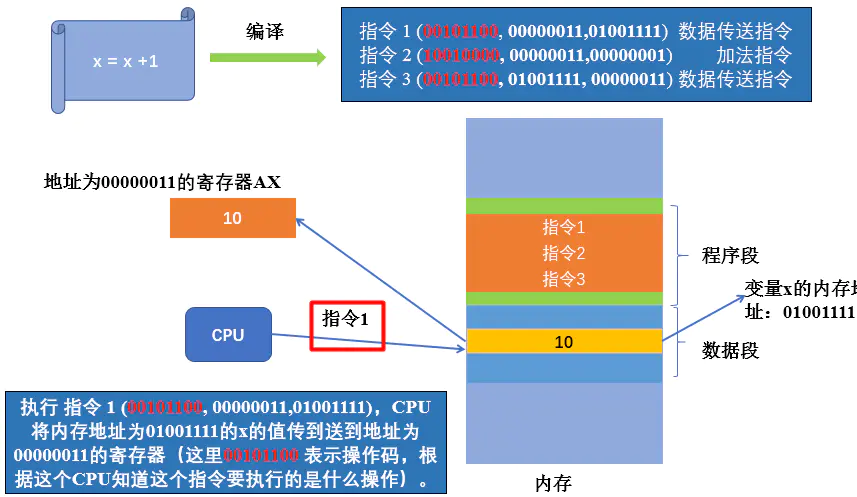 x = x +1
编译
指令 1 (00101100, 00000011,01001111)  数据传送指令
指令 2 (10010000, 00000011,00000001)  加法指令
指令 3 (00101100, 01001111, 00000011) 数据传送指令
地址为00000011的寄存器AX
10
指令1
指令2
指令3
程序段
变量x的内存地
址：01001111
CPU
指令1
10
数据段
执行 指令 1 (00101100, 00000011,01001111)，CPU
将内存地址为01001111的x的值传到送到地址为
00000011的寄存器（这里00101100 表示操作码，根
据这个CPU知道这个指令要执行的是什么操作）。
内存